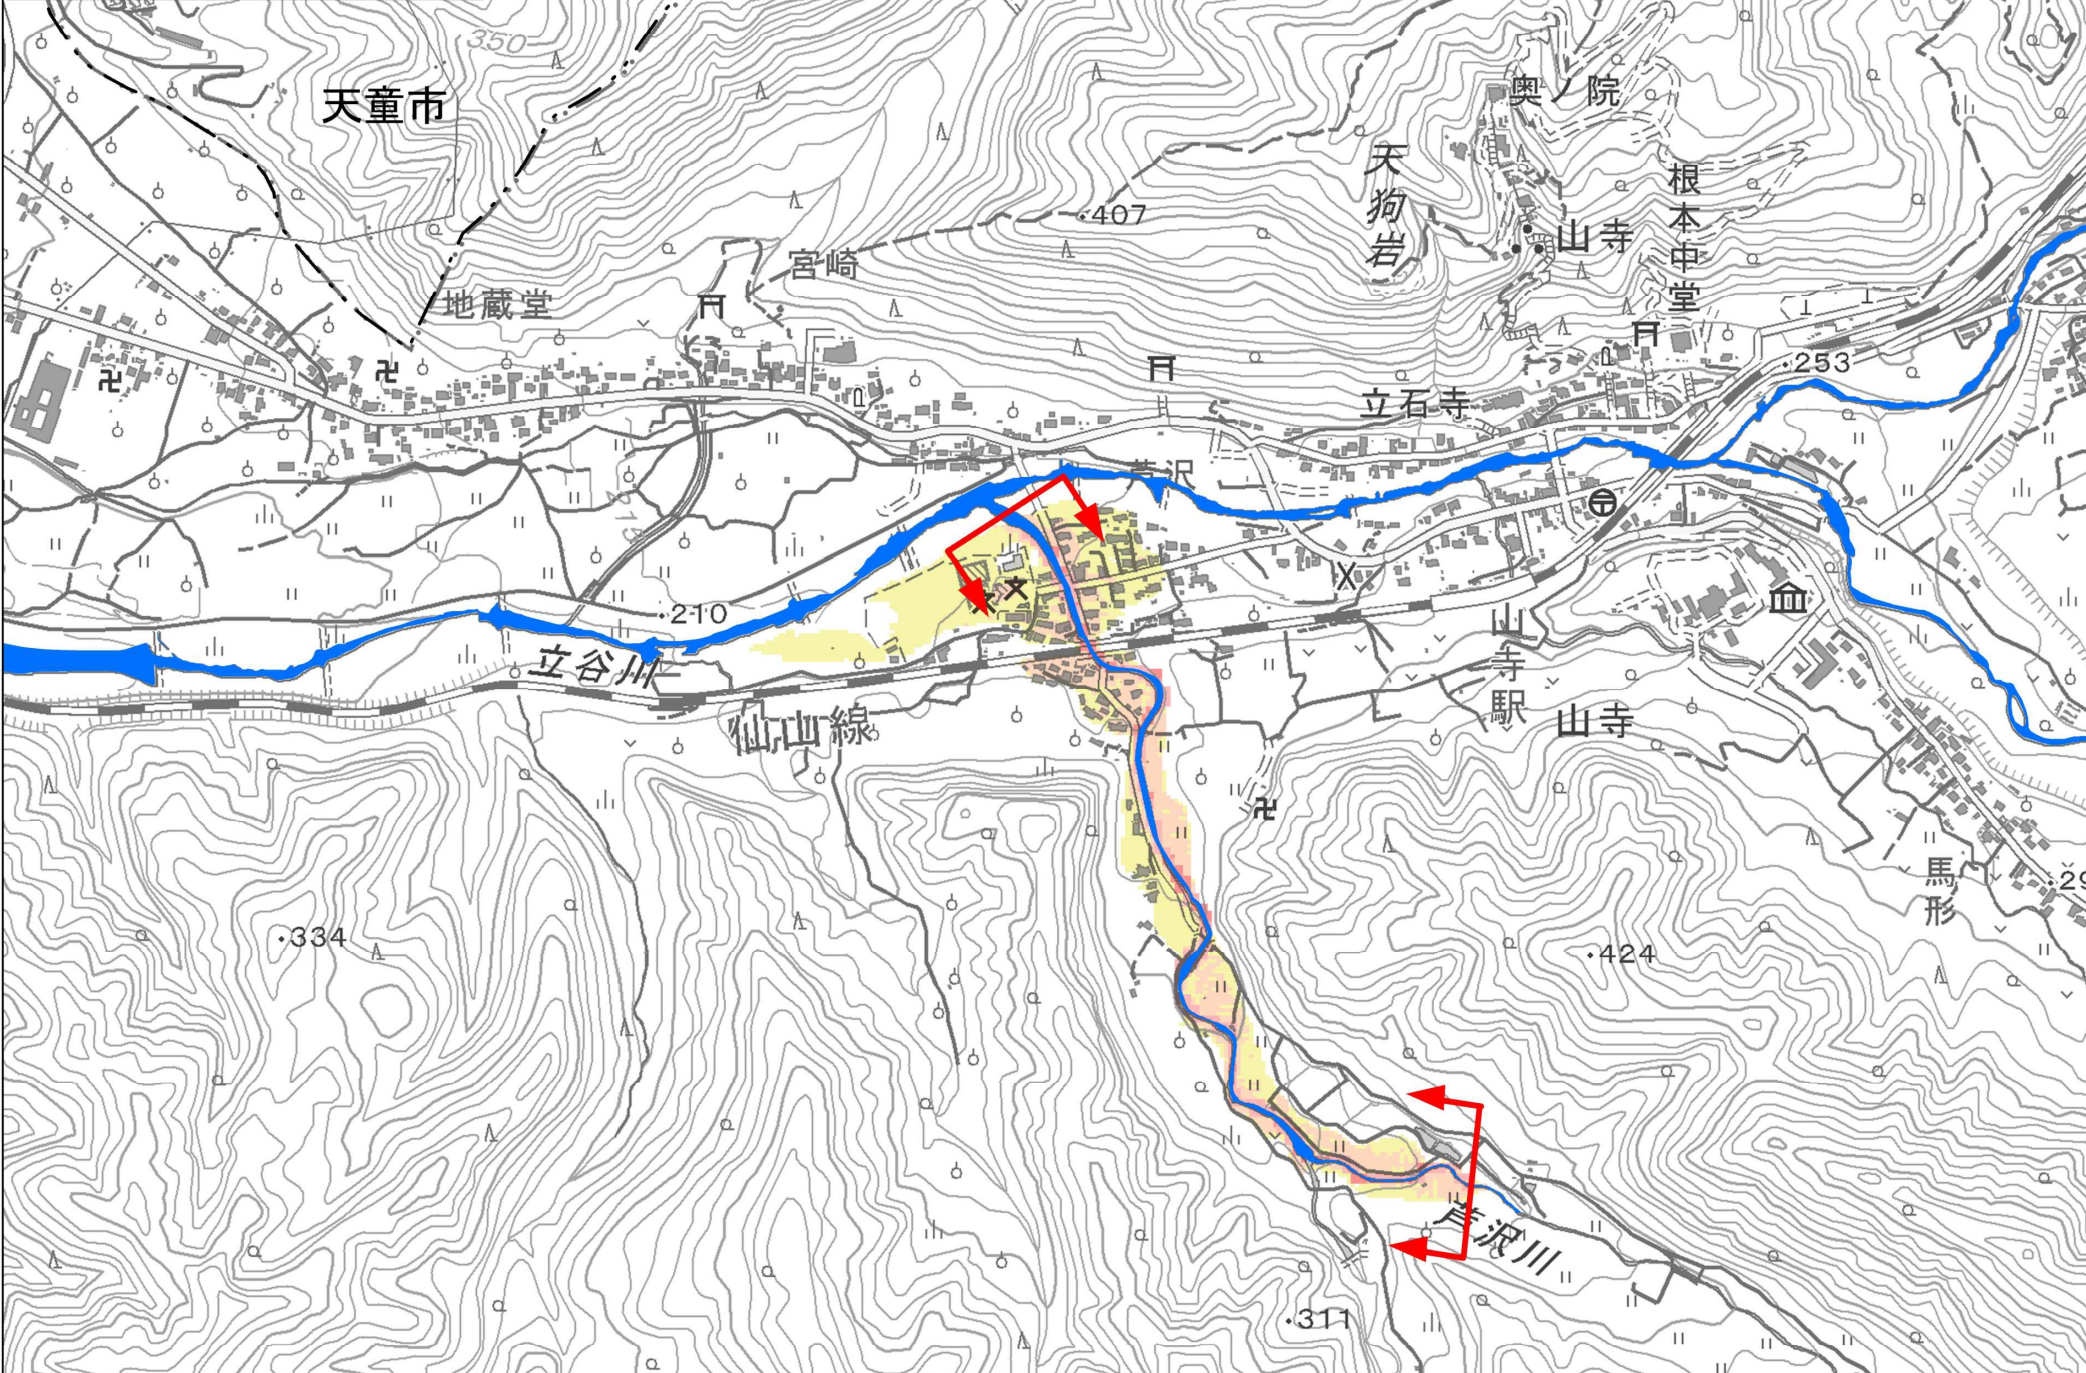 350
天童市
奥ノ院
天狗岩
根本中堂
山寺
・407
宮崎
地蔵堂
・253
立石寺
芦沢
215
・210
立谷川
仙山線
山寺駅
山寺
馬形
・334
・424
芦沢川
・311